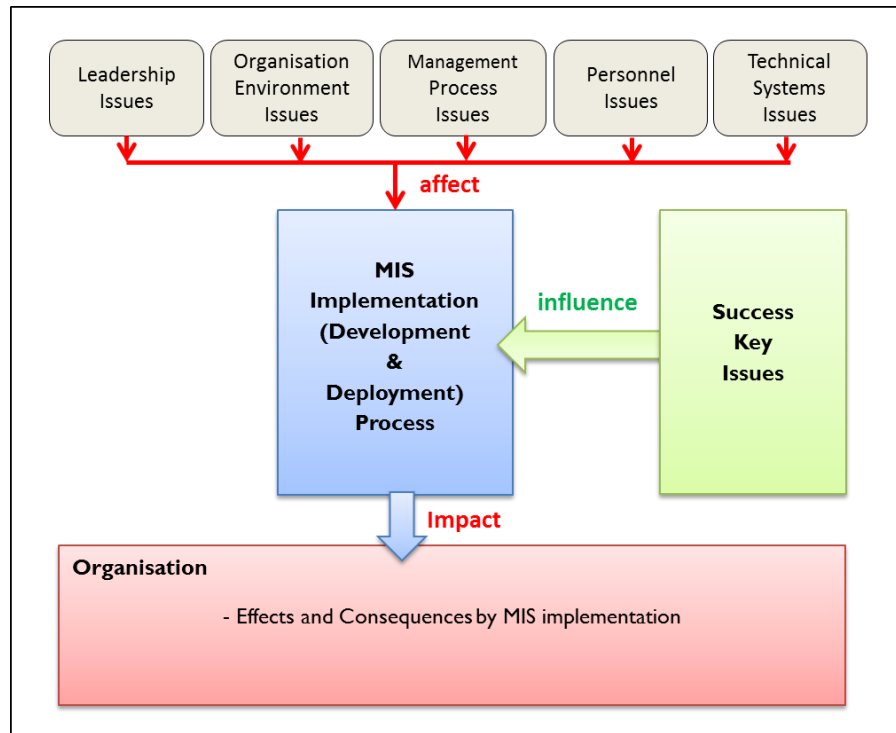 Leadership
Issues
Organisation
Environment
Issues
Management
Process
Issues
Personnel
Issues
Technical
Systems
Issues
affect
MIS
Implementation
(Development
&
Deployment)
Process
influence
Success
Key
Issues
Impact
Organisation
- Effects and Consequences by MIS implementation